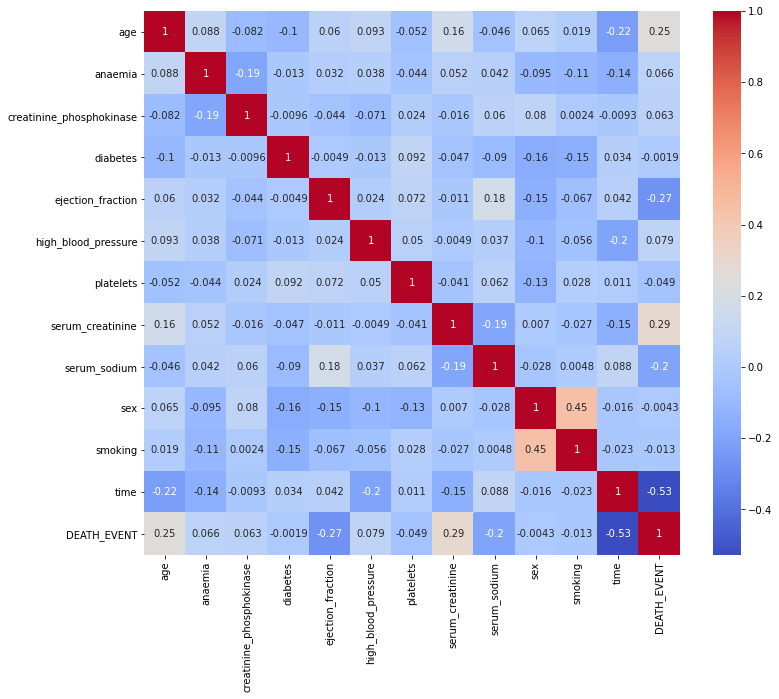 age 1 0.088 -0.082 -0.1 0.06 0.093 -0.052 0.16 -0.046 0.065 0.019 -0.22 0.25
anaemia 0.088 1 -0.19 -0.013 0.032 0.038 -0.044 0.052 0.042 -0.095 -0.11 -0.14 0.066
creatinine_phosphokinase -0.082 -0.19 1 -0.0096 -0.044 -0.071 0.024 -0.016 0.06 0.08 0.0024 -0.0093 0.063
diabetes -0.1 -0.013 -0.0096 1 -0.0049 -0.013 0.092 -0.047 -0.09 -0.16 -0.15 0.034 -0.0019
ejection_fraction 0.06 0.032 -0.044 -0.0049 1 0.024 0.072 -0.011 0.18 -0.15 -0.067 0.042 -0.27
high_blood_pressure 0.093 0.038 -0.071 -0.013 0.024 1 0.05 -0.0049 0.037 -0.1 -0.056 -0.2 0.079
platelets -0.052 -0.044 0.024 0.092 0.072 0.05 1 -0.041 0.062 -0.13 0.028 0.011 -0.049
serum_creatinine 0.16 0.052 -0.016 -0.047 -0.011 -0.0049 -0.041 1 -0.19 0.007 -0.027 -0.15 0.29
serum_sodium -0.046 0.042 0.06 -0.09 0.18 0.037 0.062 -0.19 1 -0.028 0.0048 0.088 -0.2
sex 0.065 -0.095 0.08 -0.16 -0.15 -0.1 -0.13 0.007 -0.028 1 0.45 -0.016 -0.0043
smoking 0.019 -0.11 0.0024 -0.15 -0.067 -0.056 0.028 -0.027 0.0048 0.45 1 -0.023 -0.013
time -0.22 -0.14 -0.0093 0.034 0.042 -0.2 0.011 -0.15 0.088 -0.016 -0.023 1 -0.53
DEATH_EVENT 0.25 0.066 0.063 -0.0019 -0.27 0.079 -0.049 0.29 -0.2 -0.0043 -0.013 -0.53 1
age
anaemia
creatinine_phosphokinase
diabetes
ejection_fraction
high_blood_pressure
platelets
serum_creatinine
serum_sodium
sex
smoking
time
DEATH_EVENT
1.0
0.8
0.6
0.4
0.2
0.0
−0.2
−0.4